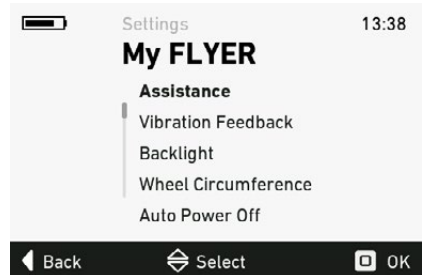 Settings 13:38
My FLYER
Assistance
Vibration Feedback
Backlight
Wheel Circumference
Auto Power Off
Back Select OK